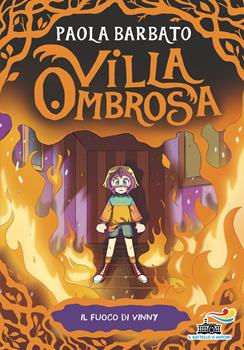 PAOLA BARBATO
VILLA
OMBROSA
IL FUOCO DI VINNY
IL BATTELLO A VAPORE